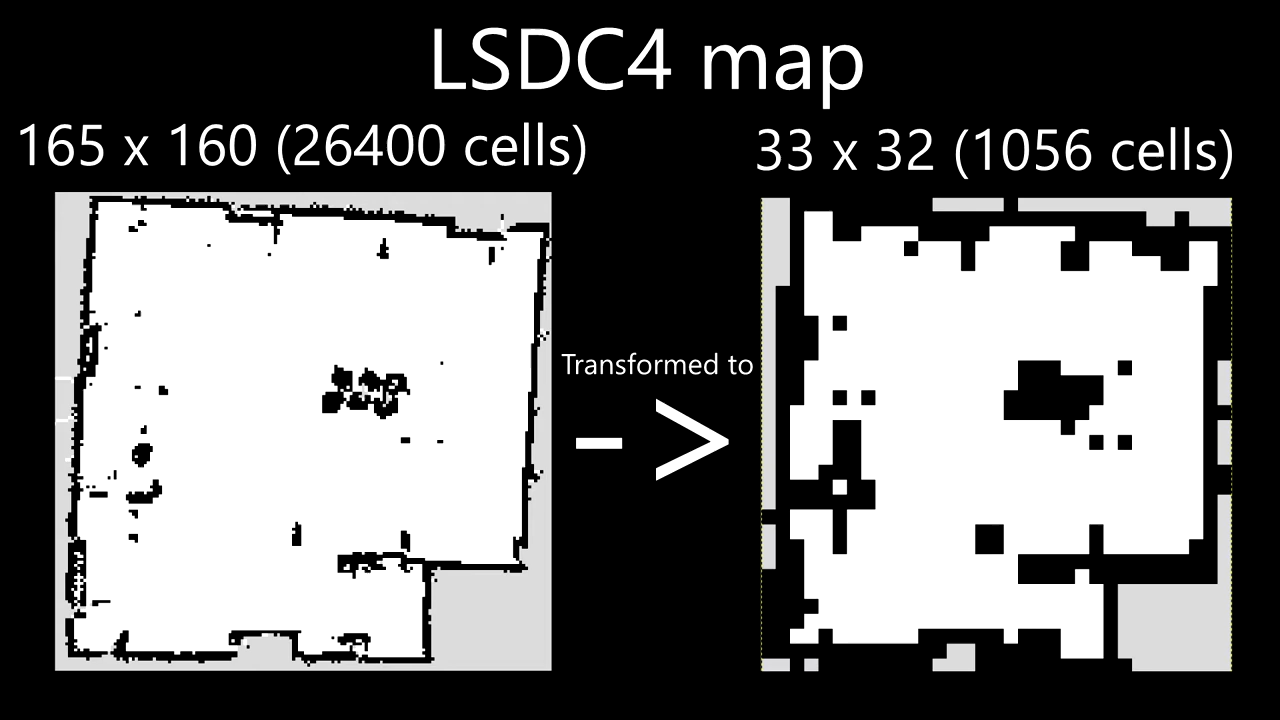 LSDC4 map
165 x 160 (26400 cells)
33 x 32 (1056 cells)
Transformed to
- >